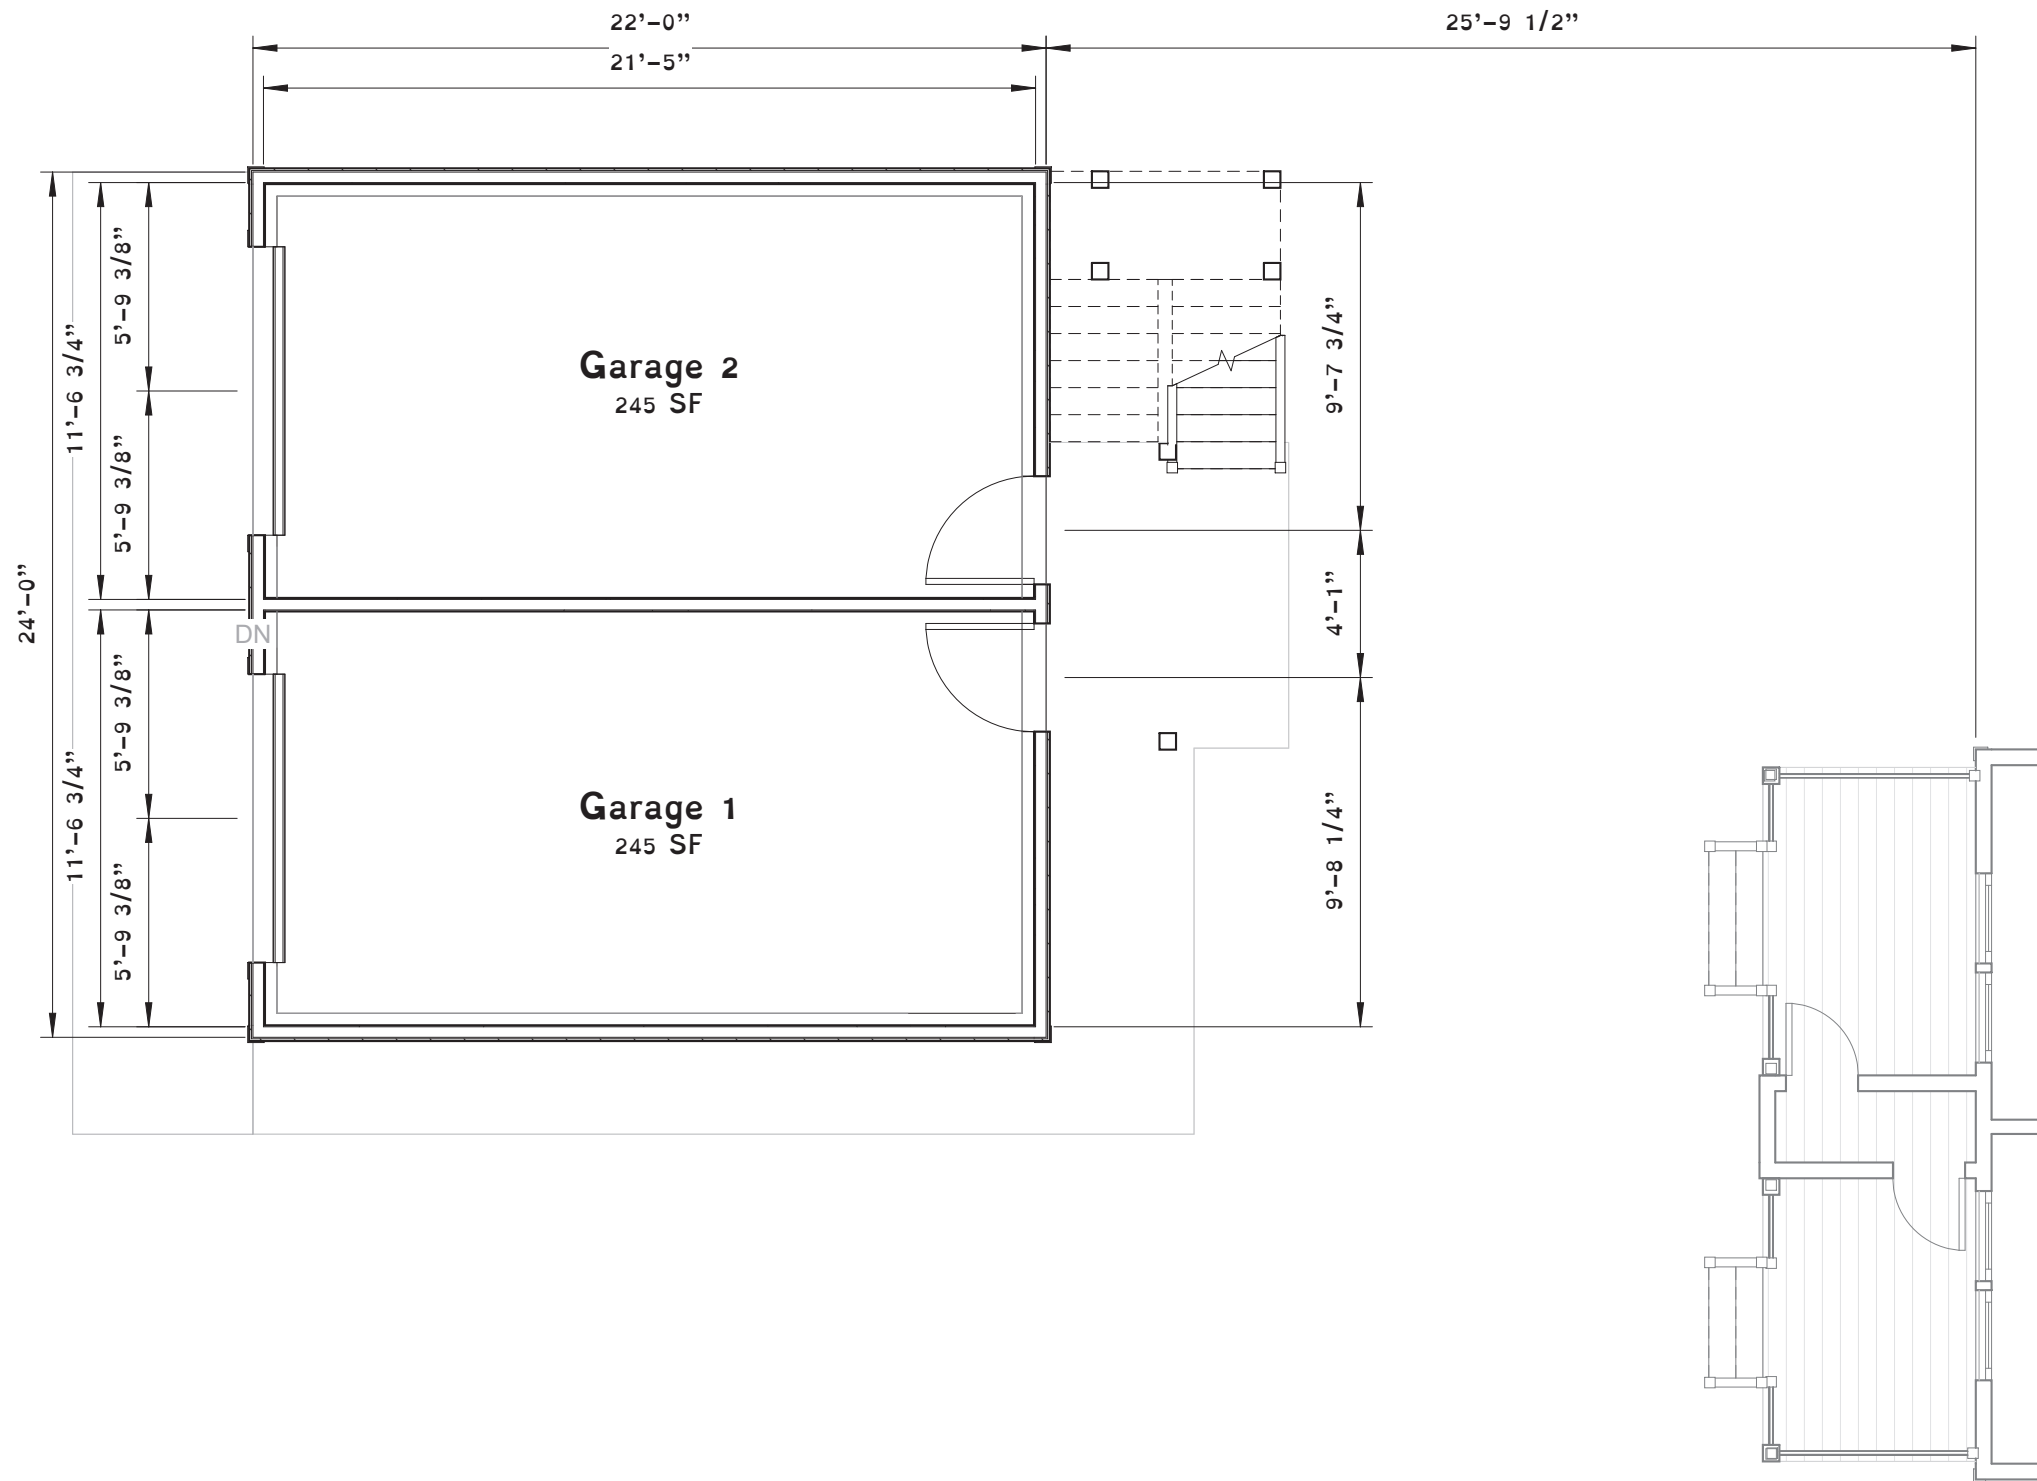 22’-0”
25’-9 1/2”
21’-5”
5’-9 3/8”
11’-6 3/4”
9’-7 3/4”
Garage 2
245 SF
5’-9 3/8”
24’-0”
4’-1”
DN
5’-9 3/8”
11’-6 3/4”
Garage 1
245 SF
9’-8 1/4”
5’-9 3/8”